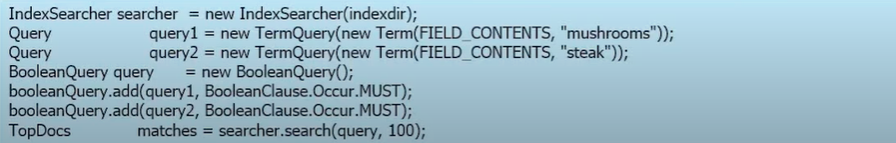 IndexSearcher searcher = new IndexSearcher(indexdir);
Query query1 = new TermQuery(new Term(FIELD_CONTENTS, "mushrooms"));
Query query2 = new TermQuery(new Term(FIELD_CONTENTS, "steak"));
BooleanQuery query = new BooleanQuery();
booleanQuery.add(query1, BooleanClause.Occur.MUST);
booleanQuery.add(query2, BooleanClause.Occur.MUST);
TopDocs matches = searcher.search(query, 100);